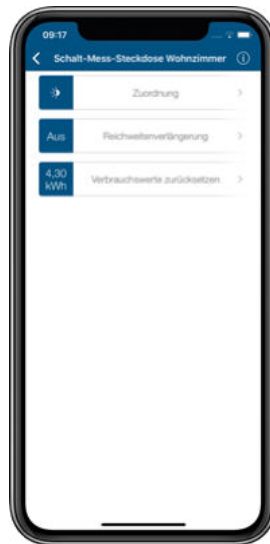 09:17
Schalt-Mess-Steckdose Wohnzimmer
Zuordnung
Aus
Reichweitenverlängerung
4,30
kWh
Verbrauchswerte zurücksetzen